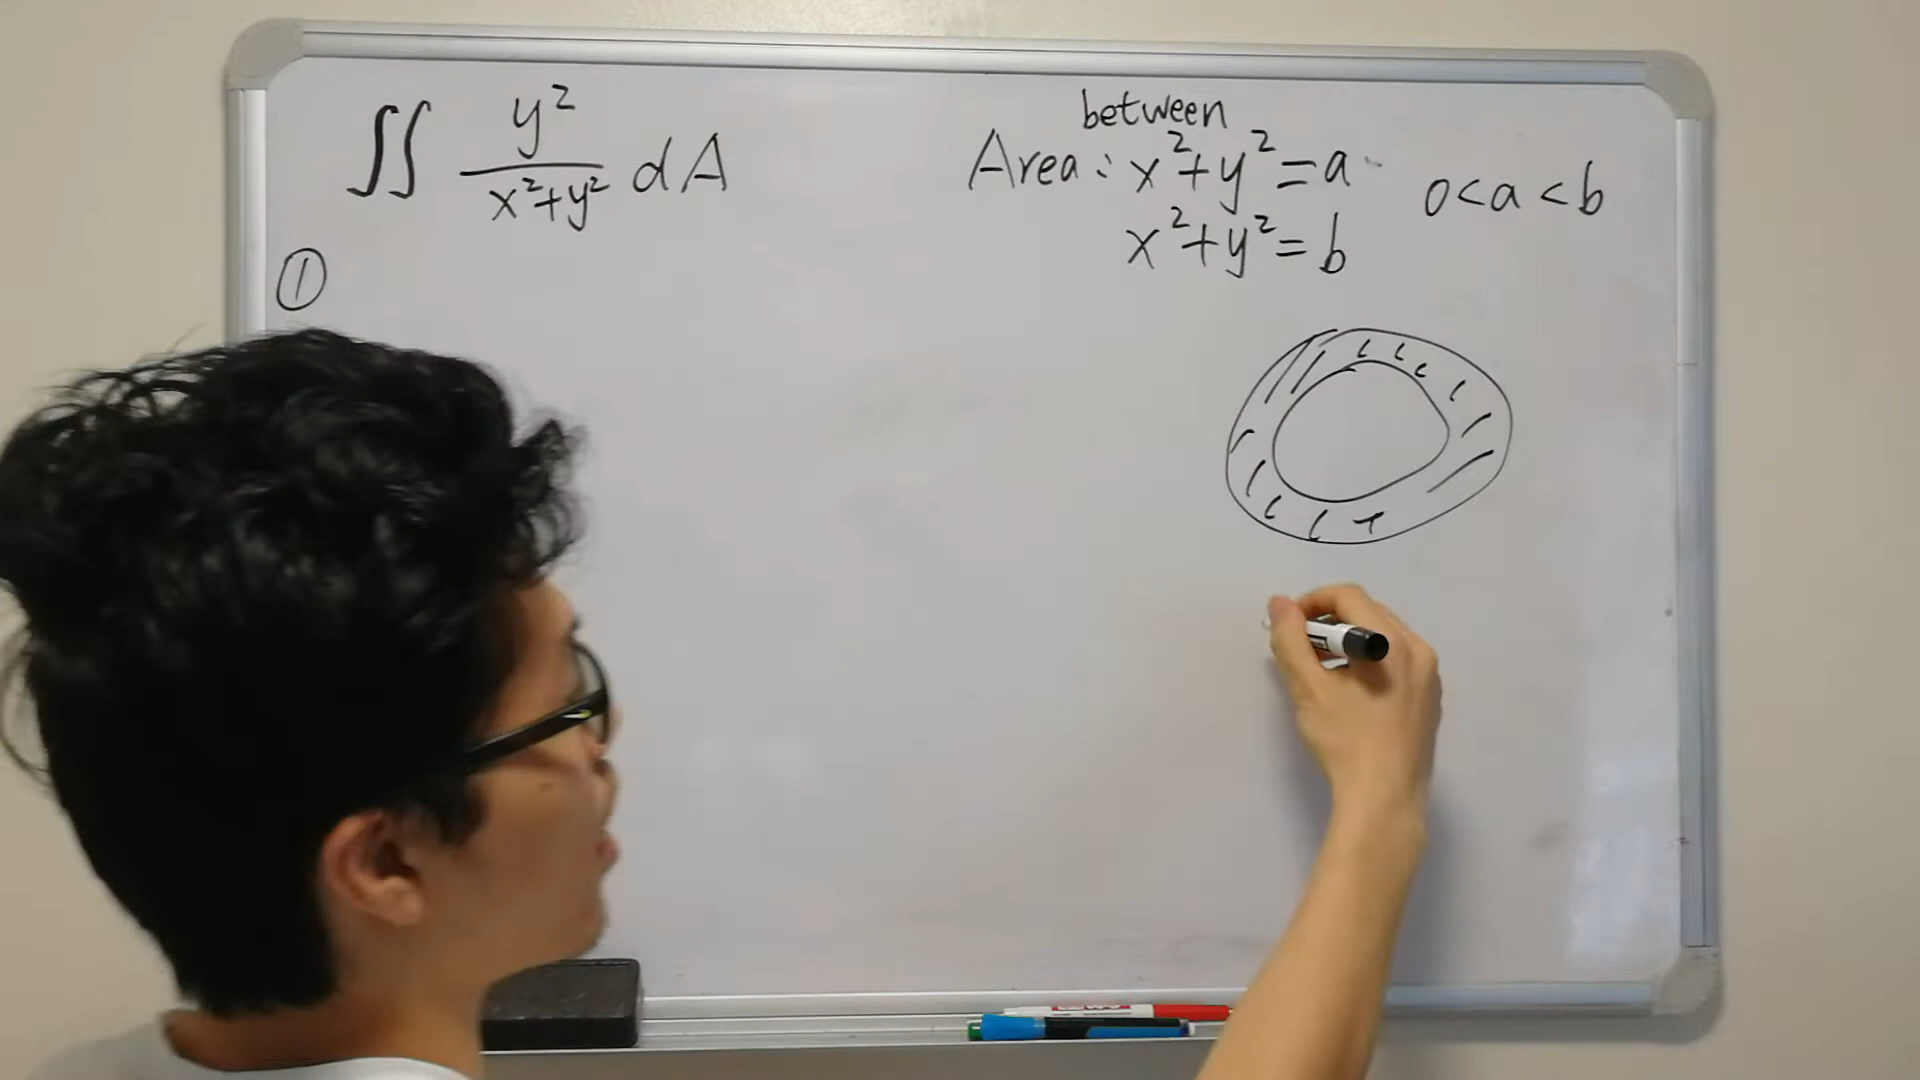 ∬ y²/(x²+y²) dA
between
Area: x²+y²=a
0<a<b
x²+y²=b
①